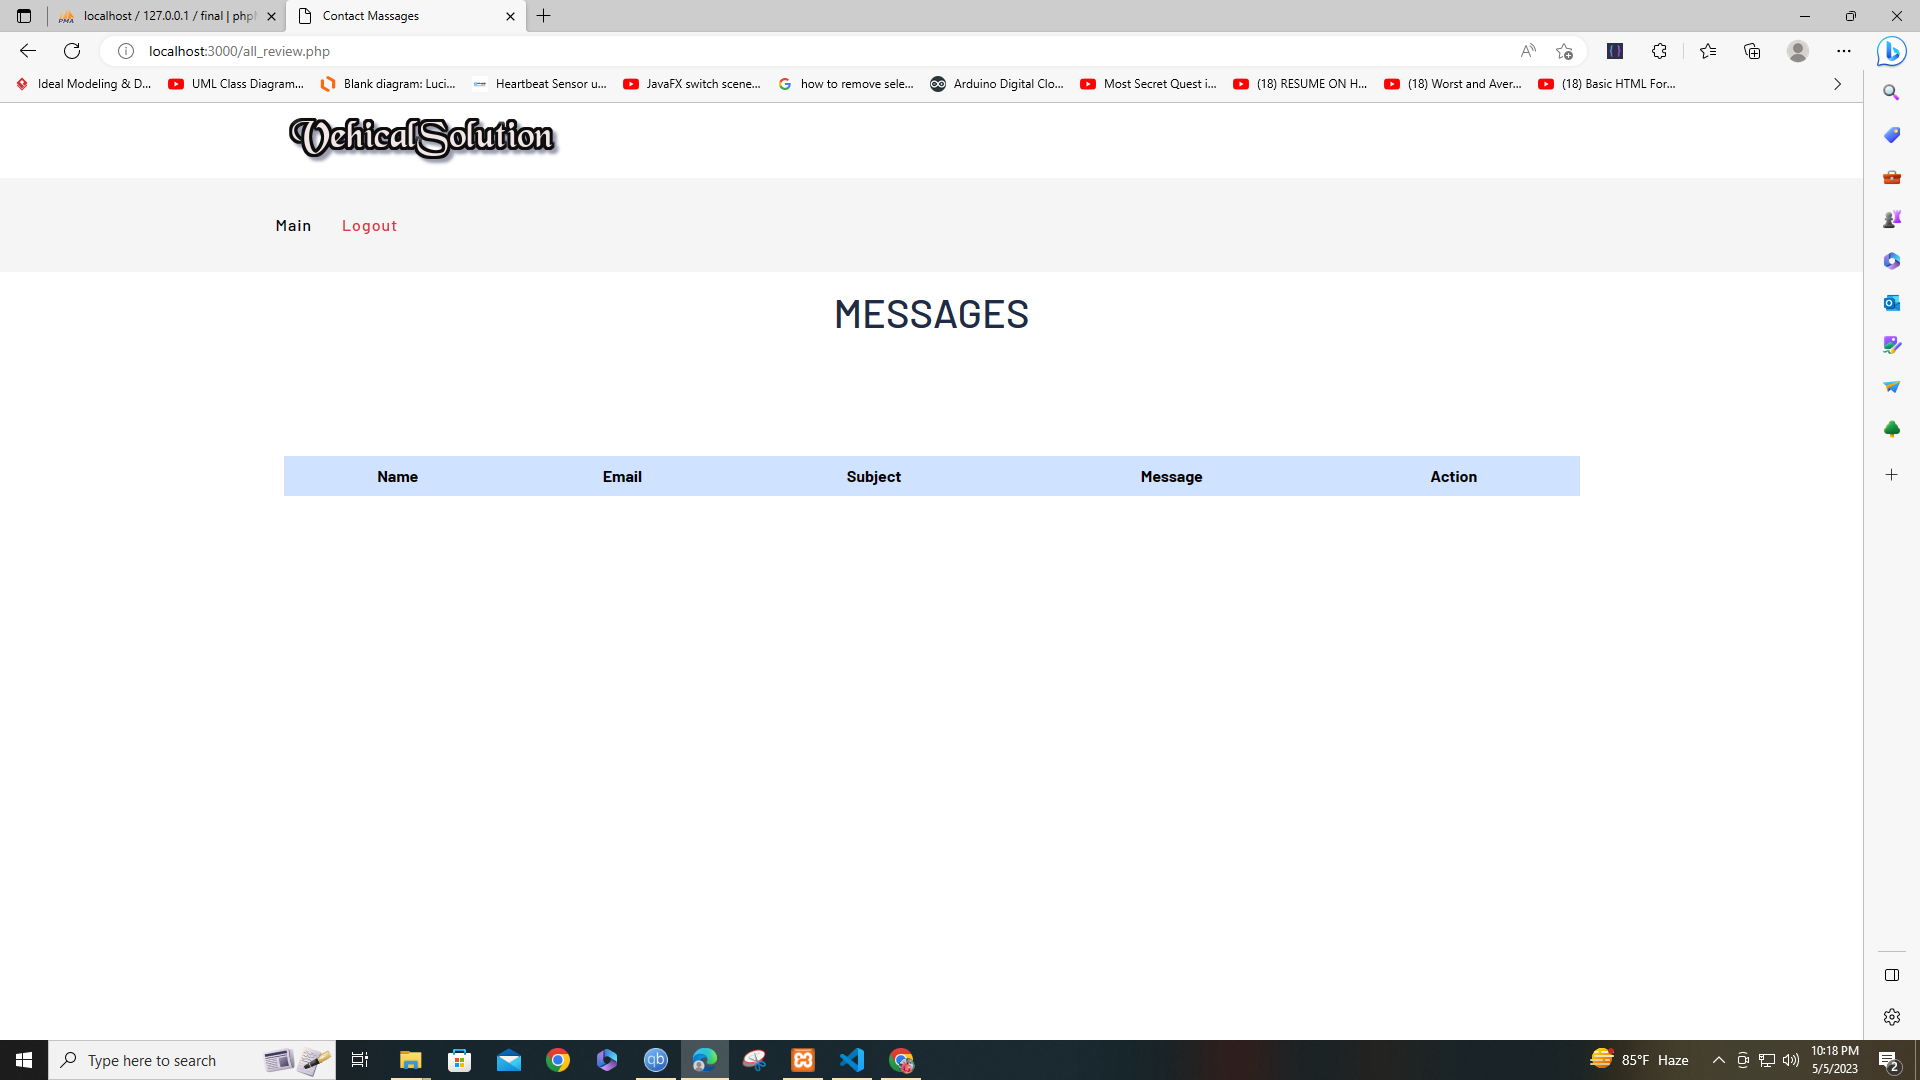 localhost / 127.0.0.1 / final | php
Contact Massages
localhost:3000/all_review.php
Ideal Modeling & D...
UML Class Diagram...
Blank diagram: Luci...
Heartbeat Sensor u...
JavaFX switch scene...
how to remove sele...
Arduino Digital Clo...
Most Secret Quest i...
(18) RESUME ON H...
(18) Worst and Aver...
(18) Basic HTML For...
VehicalSolution
Main Logout
MESSAGES
Name Email Subject Message Action
Type here to search
85°F Haze
10:18 PM
5/5/2023
2